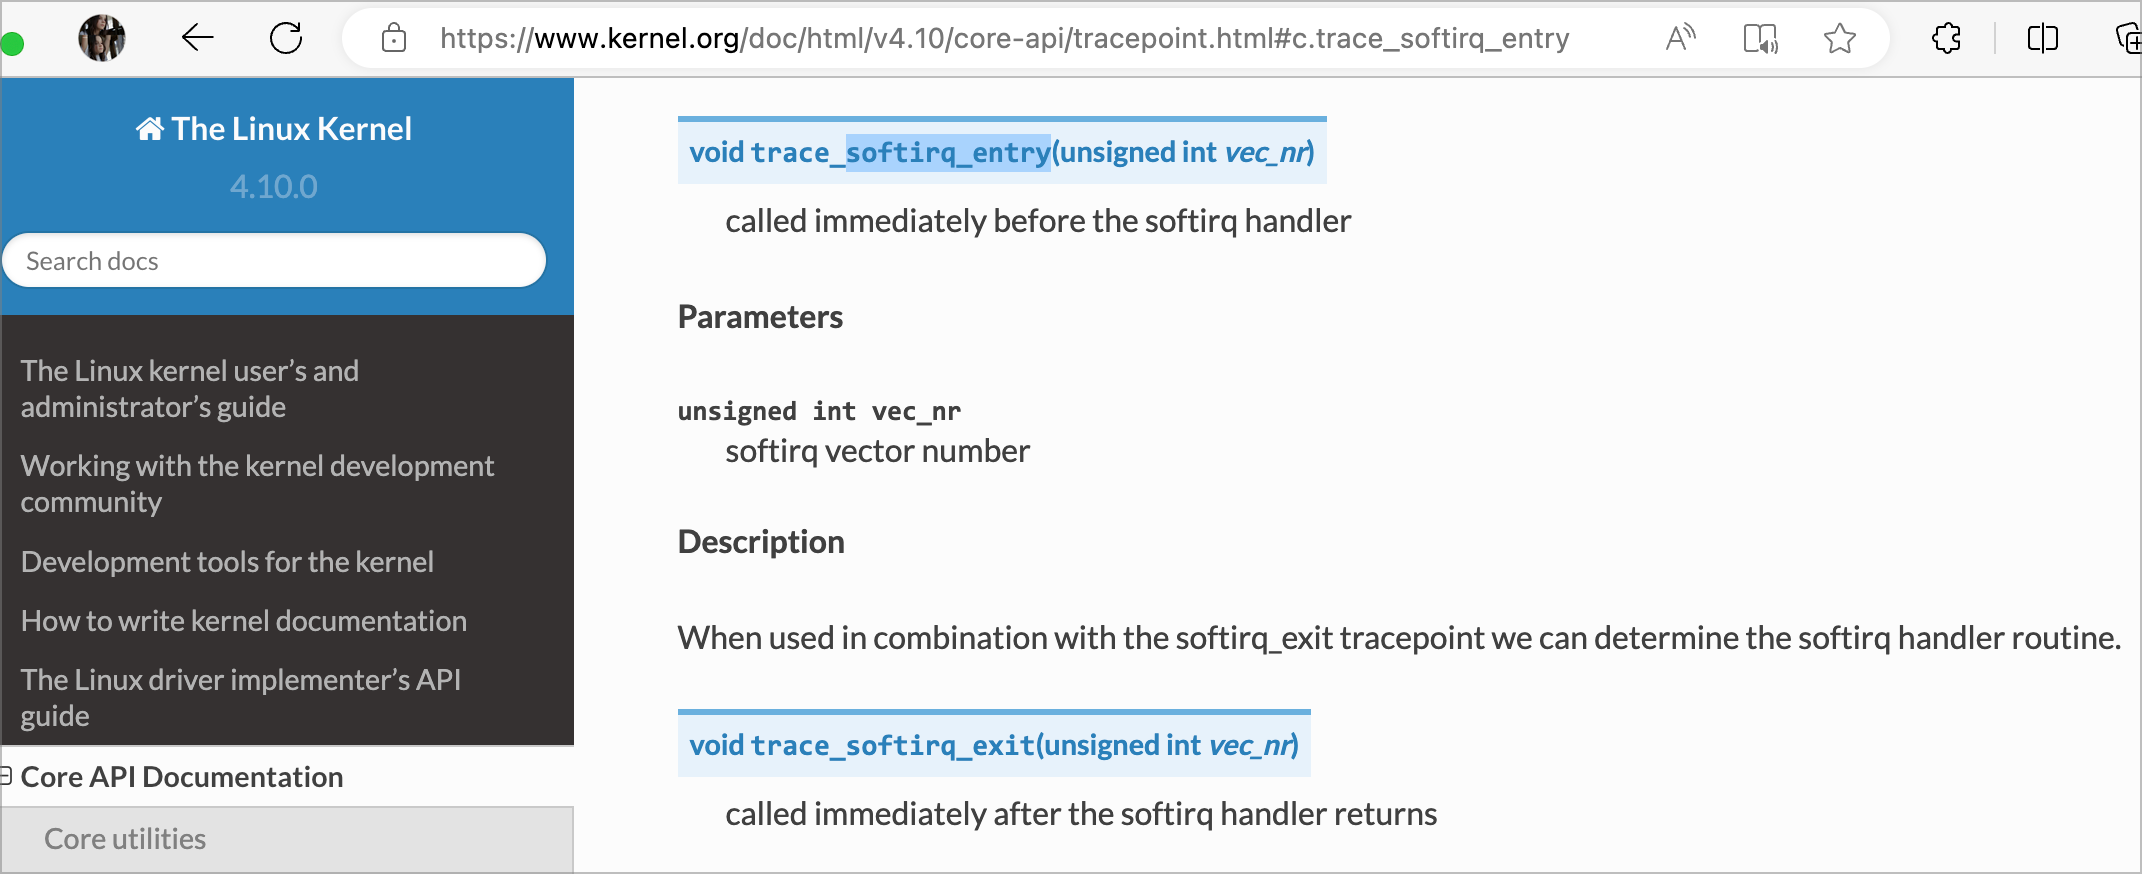 https://www.kernel.org/doc/html/v4.10/core-api/tracepoint.html#c.trace_softirq_entry
The Linux Kernel
4.10.0
Search docs
The Linux kernel user’s and
administrator’s guide
Working with the kernel development
community
Development tools for the kernel
How to write kernel documentation
The Linux driver implementer’s API
guide
Core API Documentation
Core utilities
void trace_softirq_entry(unsigned int vec_nr)
called immediately before the softirq handler
Parameters
unsigned int vec_nr
softirq vector number
Description
When used in combination with the softirq_exit tracepoint we can determine the softirq handler routine.
void trace_softirq_exit(unsigned int vec_nr)
called immediately after the softirq handler returns